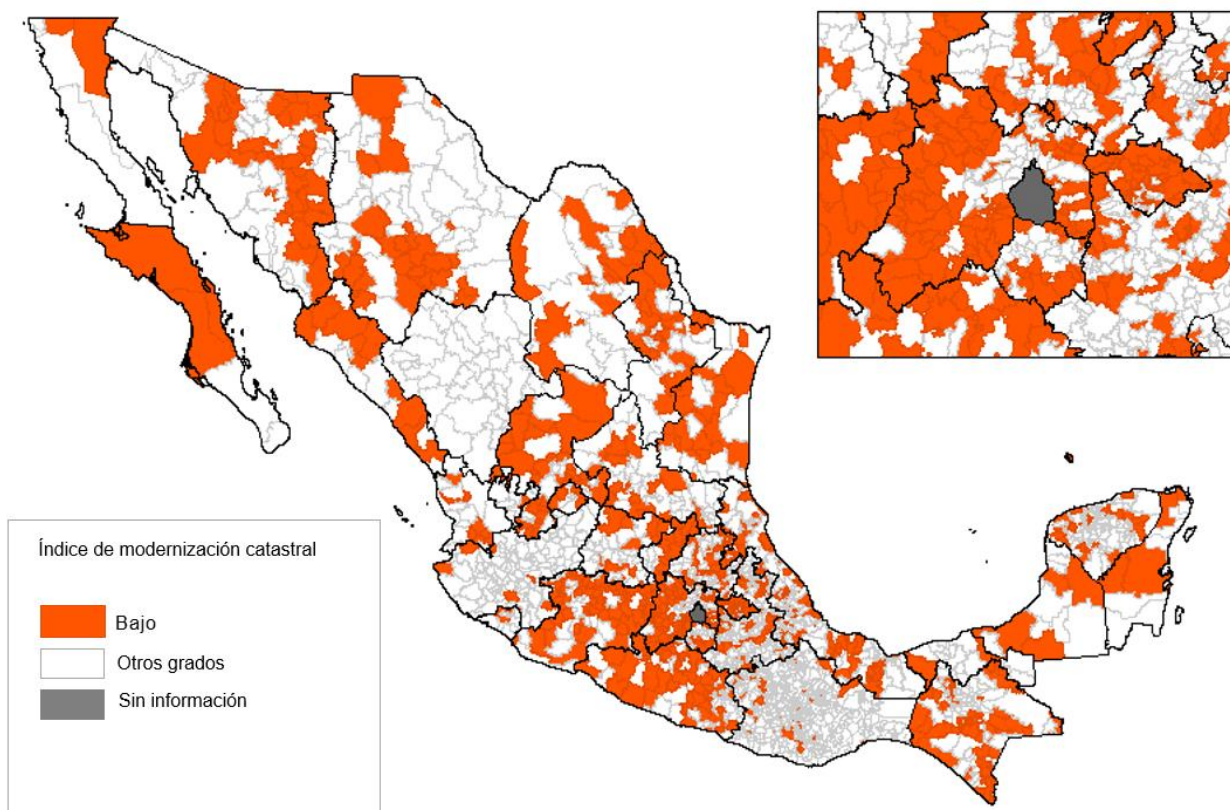 Índice de modernización catastral
Bajo
Otros grados
Sin información